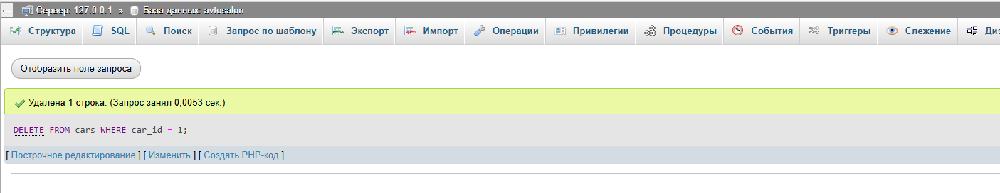 ← Сервер: 127.0.0.1 » База данных: avtosalon
Структура SQL Поиск Запрос по шаблону Экспорт Импорт Операции Привилегии Процедуры События Триггеры Слежение Диз
Отобразить поле запроса
Удалена 1 строка. (Запрос занял 0,0053 сек.)
DELETE FROM cars WHERE car_id = 1;
[ Построчное редактирование ] [ Изменить ] [ Создать PHP-код ]